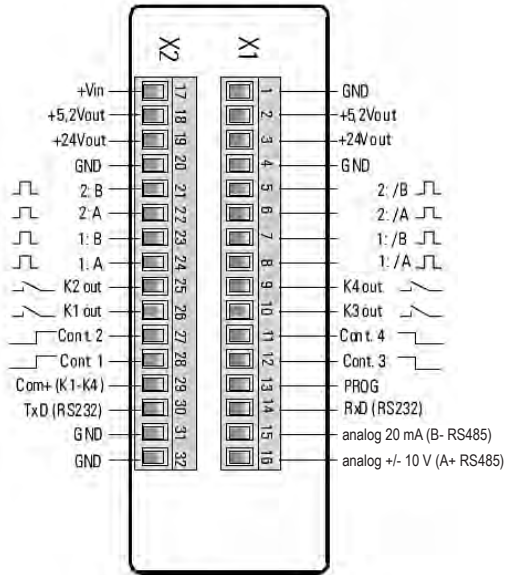 X2 X1
+Vin 17 1 GND
+5,2Vout 18 2 +5,2Vout
+24Vout 19 3 +24Vout
GND 20 4 GND
2: B 21 5 2: /B
2: A 22 6 2: /A
1: B 23 7 1: /B
1: A 24 8 1: /A
K2 out 25 9 K4 out
K1 out 26 10 K3 out
Cont. 2 27 11 Cont. 4
Cont. 1 28 12 Cont. 3
Com+ (K1-K4) 29 13 PROG
TxD (RS232) 30 14 RxD (RS232)
GND 31 15 analog 20 mA (B- RS485)
GND 32 16 analog +/- 10 V (A+ RS485)